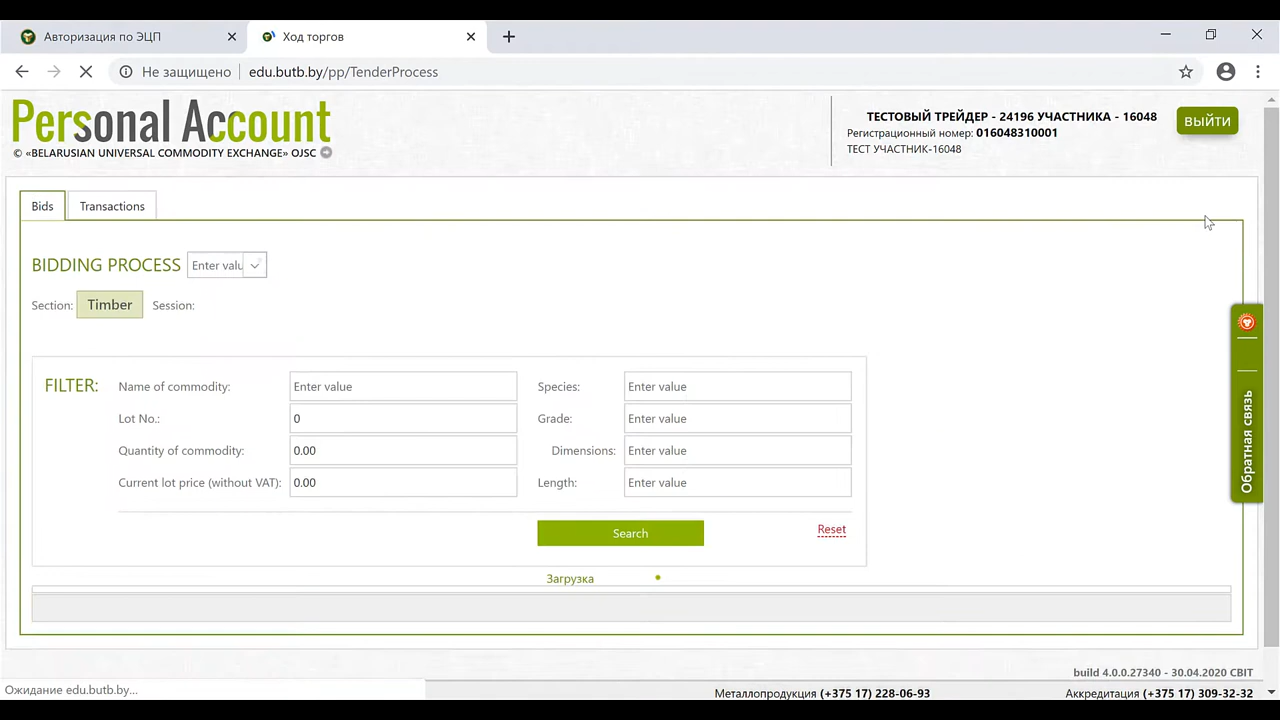 Авторизация по ЭЦП
Ход торгов
Не защищено edu.butb.by/pp/TenderProcess
Personal Account
© «BELARUSIAN UNIVERSAL COMMODITY EXCHANGE» OJSC
ТЕСТОВЫЙ ТРЕЙДЕР - 24196 УЧАСТНИКА - 16048
Регистрационный номер: 016048310001
ТЕСТ УЧАСТНИК-16048
ВЫЙТИ
Bids Transactions
BIDDING PROCESS Enter valu
Section: Timber Session:
FILTER:
Name of commodity: Enter value Species: Enter value
Lot No.: 0 Grade: Enter value
Quantity of commodity: 0.00 Dimensions: Enter value
Current lot price (without VAT): 0.00 Length: Enter value
Search Reset
Загрузка
Обратная связь
build 4.0.0.27340 - 30.04.2020 СВІТ
Ожидание edu.butb.by...
Металлопродукция (+375 17) 228-06-93 Аккредитация (+375 17) 309-32-32